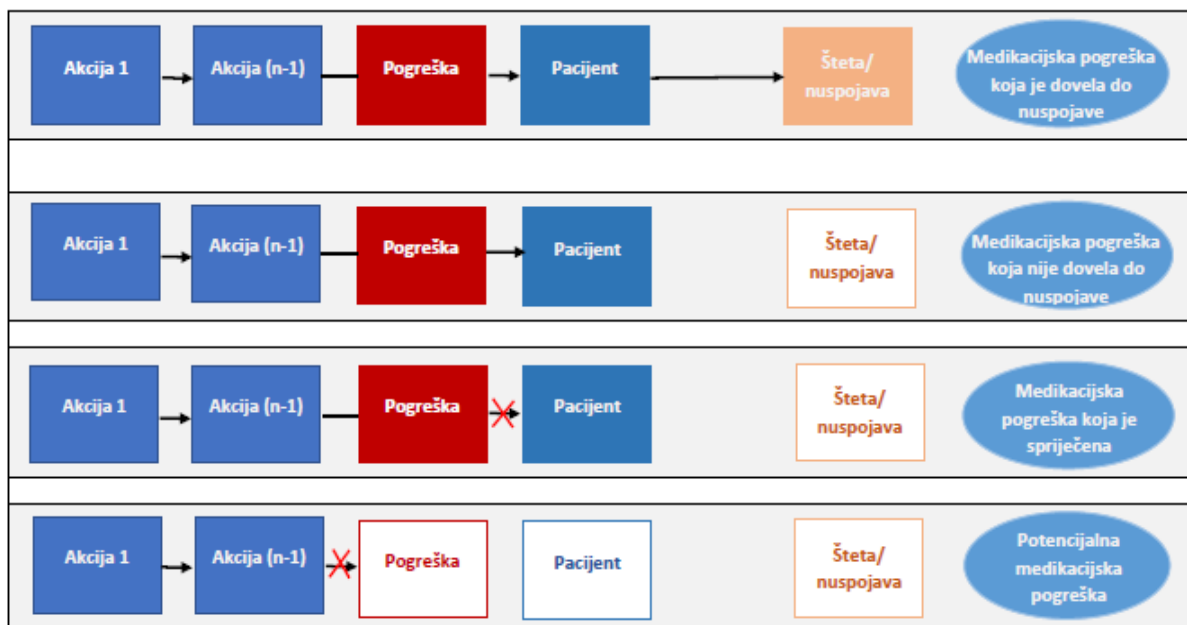 Akcija 1
Akcija (n-1)
Pogreška
Pacijent
Šteta/
nuspojava
Medikacijska pogreška
koja je dovela do
nuspojave
Akcija 1
Akcija (n-1)
Pogreška
Pacijent
Šteta/
nuspojava
Medikacijska pogreška
koja nije dovela do
nuspojave
Akcija 1
Akcija (n-1)
Pogreška
Pacijent
Šteta/
nuspojava
Medikacijska
pogreška koja je
spriječena
Akcija 1
Akcija (n-1)
Pogreška
Pacijent
Šteta/
nuspojava
Potencijalna
medikacijska
pogreška